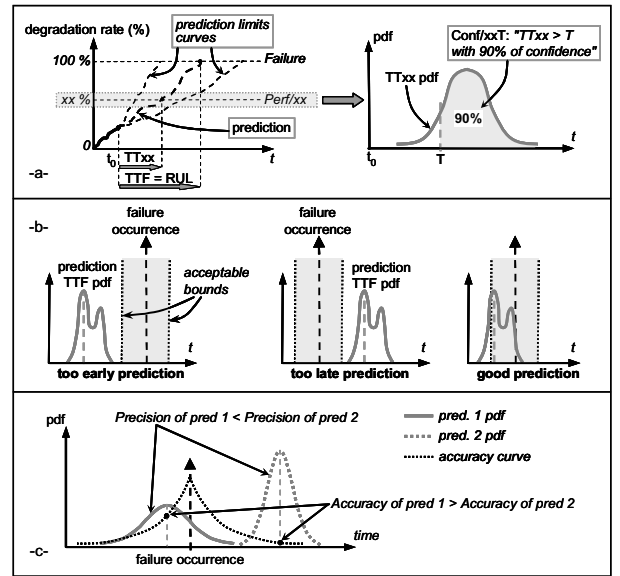 degradation rate (%)
prediction limits
curves
100 %
Failure
xx %
Perf/xx
prediction
0
t0
TTxx
t
TTF = RUL
-a-
pdf
Conf/xxT: "TTxx > T
with 90% of confidence"
TTxx pdf
90%
t
t0
T
-b-
failure
occurrence
prediction
TTF pdf
acceptable
bounds
t
too early prediction
failure
occurrence
prediction
TTF pdf
t
too late prediction
t
good prediction
Precision of pred 1 < Precision of pred 2
pdf
pred. 1 pdf
pred. 2 pdf
accuracy curve
Accuracy of pred 1 > Accuracy of pred 2
time
-c-
failure occurrence